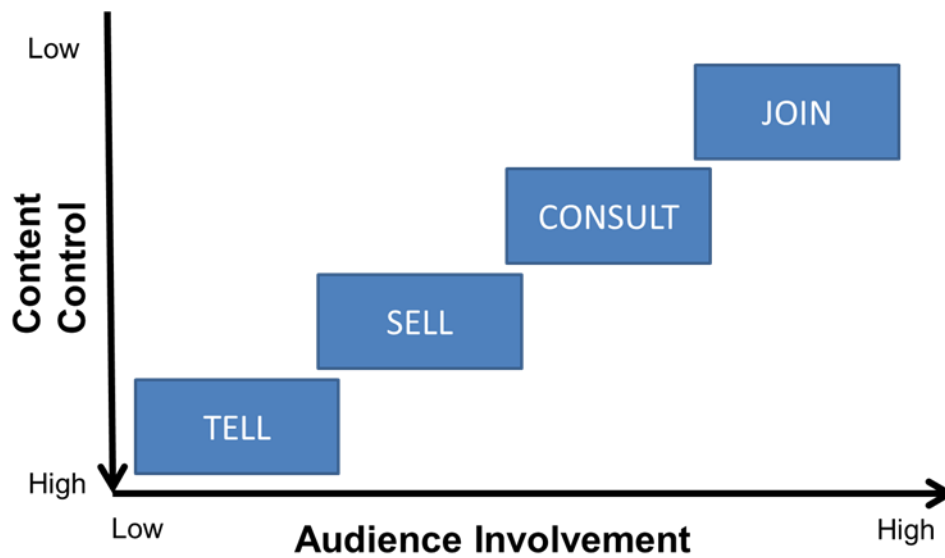 Low
JOIN
CONSULT
Content
Control
SELL
TELL
High
Low
Audience Involvement
High